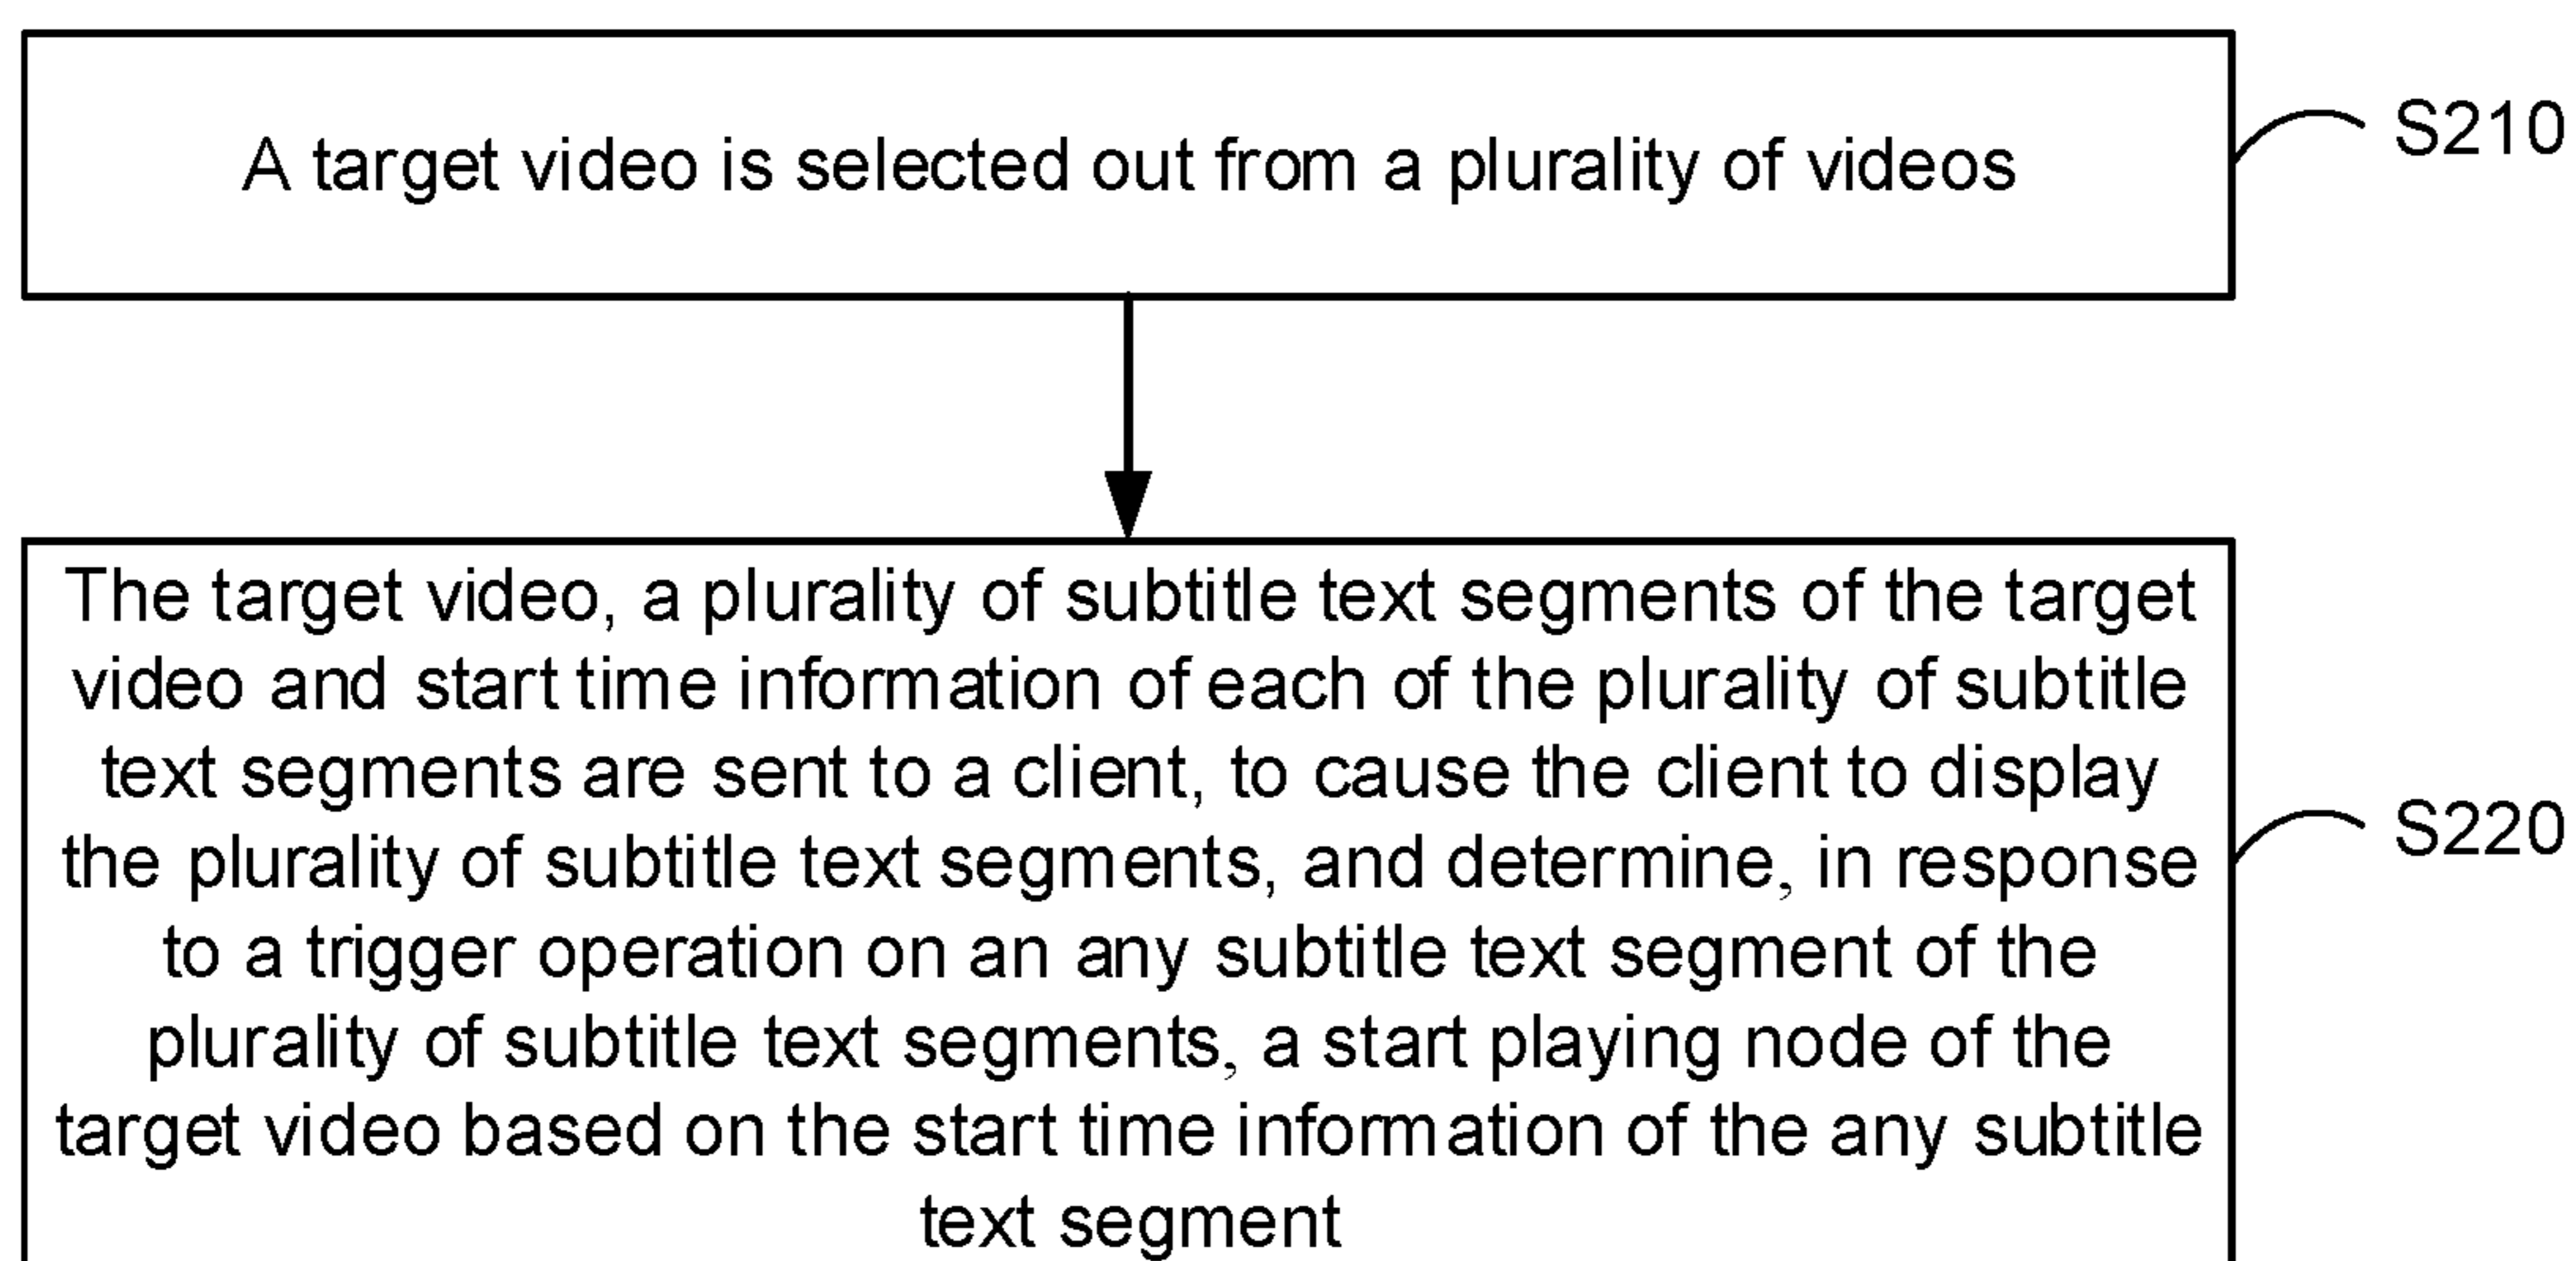 A target video is selected out from a plurality of videos
S210
The target video, a plurality of subtitle text segments of the target
video and start time information of each of the plurality of subtitle
text segments are sent to a client, to cause the client to display
the plurality of subtitle text segments, and determine, in response
to a trigger operation on an any subtitle text segment of the
plurality of subtitle text segments, a start playing node of the
target video based on the start time information of the any subtitle
text segment
S220